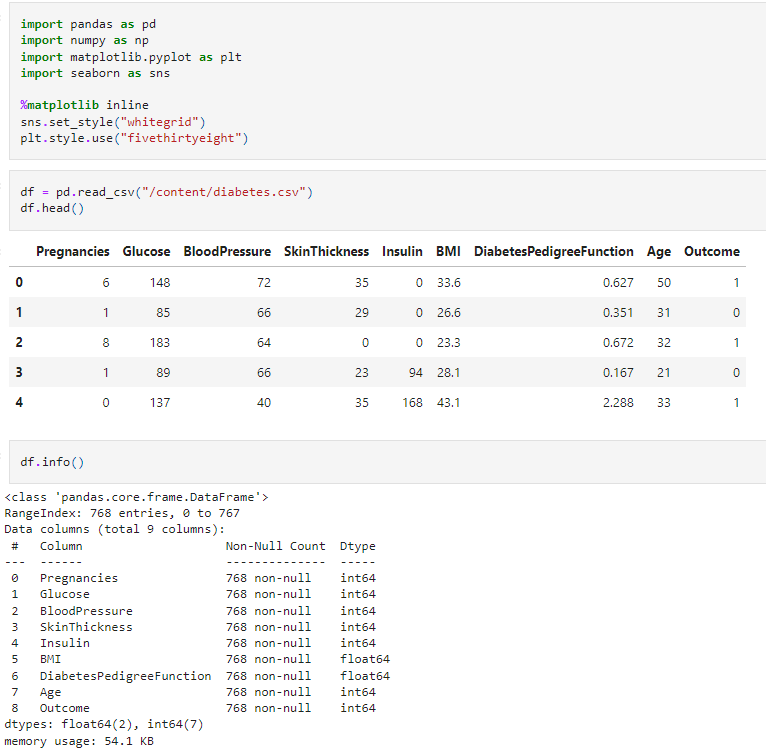 import pandas as pd
import numpy as np
import matplotlib.pyplot as plt
import seaborn as sns
%matplotlib inline
sns.set_style("whitegrid")
plt.style.use("fivethirtyeight")
df = pd.read_csv("/content/diabetes.csv")
df.head()
Pregnancies Glucose BloodPressure SkinThickness Insulin BMI DiabetesPedigreeFunction Age Outcome
0 6 148 72 35 0 33.6 0.627 50 1
1 1 85 66 29 0 26.6 0.351 31 0
2 8 183 64 0 0 23.3 0.672 32 1
3 1 89 66 23 94 28.1 0.167 21 0
4 0 137 40 35 168 43.1 2.288 33 1
df.info()
<class 'pandas.core.frame.DataFrame'>
RangeIndex: 768 entries, 0 to 767
Data columns (total 9 columns):
# Column Non-Null Count Dtype
--- ------ -------------- -----
0 Pregnancies 768 non-null int64
1 Glucose 768 non-null int64
2 BloodPressure 768 non-null int64
3 SkinThickness 768 non-null int64
4 Insulin 768 non-null int64
5 BMI 768 non-null float64
6 DiabetesPedigreeFunction 768 non-null float64
7 Age 768 non-null int64
8 Outcome 768 non-null int64
dtypes: float64(2), int64(7)
memory usage: 54.1 KB